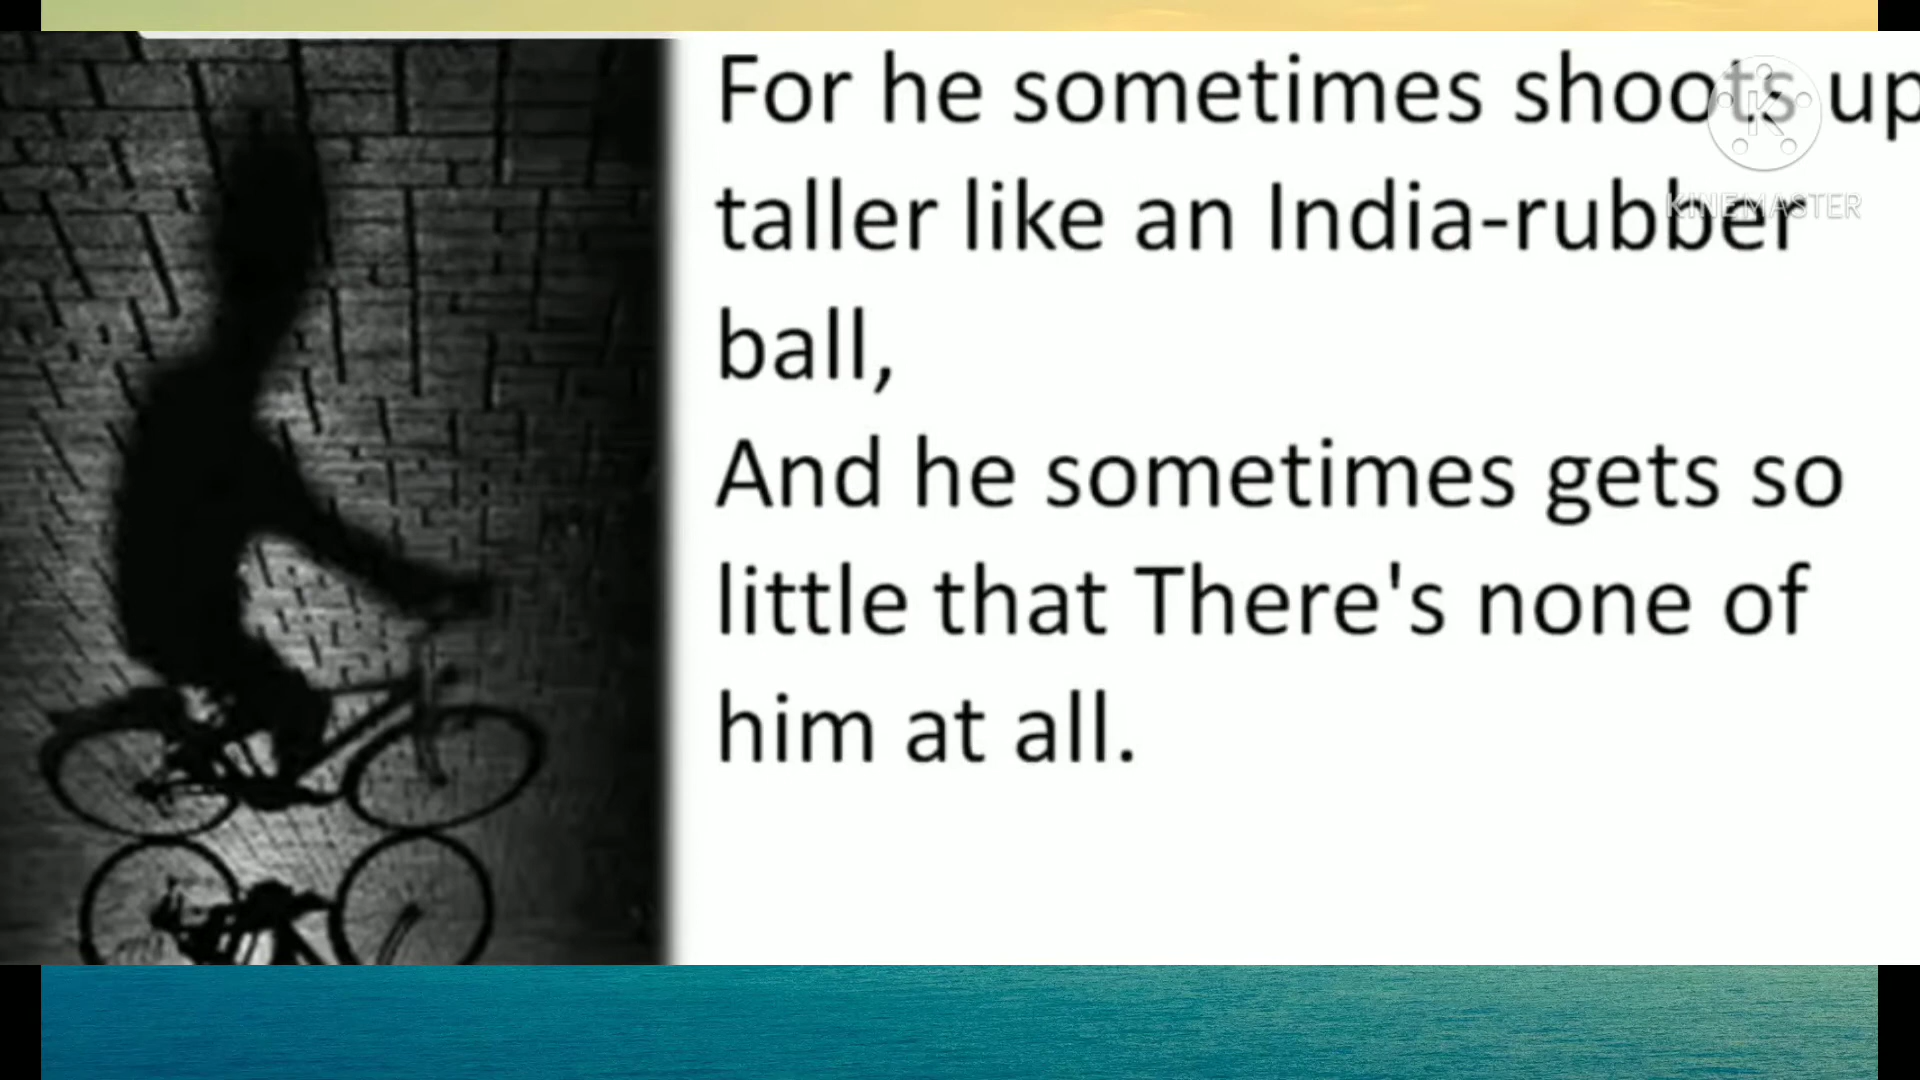 For he sometimes shoots up
taller like an India-rubber
ball,
And he sometimes gets so
little that There's none of
him at all.
K
KINEMASTER